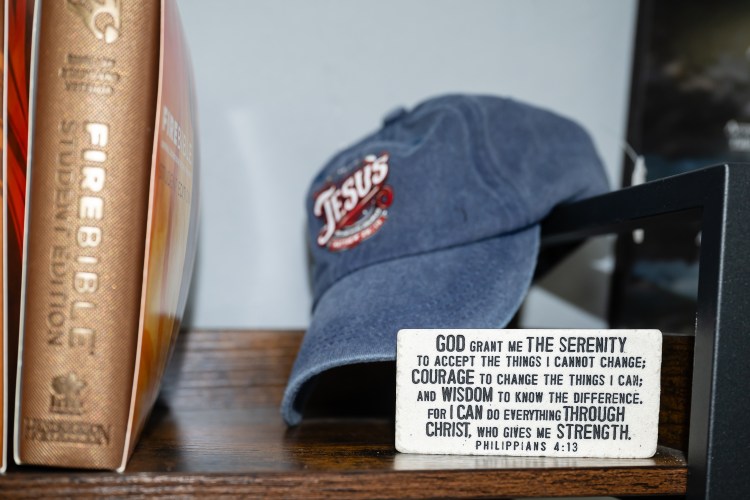 FIREBIBLE
STUDENT EDITION
JESUS
GOD GRANT ME THE SERENITY
TO ACCEPT THE THINGS I CANNOT CHANGE;
COURAGE TO CHANGE THE THINGS I CAN;
AND WISDOM TO KNOW THE DIFFERENCE.
FOR I CAN DO EVERYTHING THROUGH
CHRIST, WHO GIVES ME STRENGTH.
PHILIPPIANS 4:13